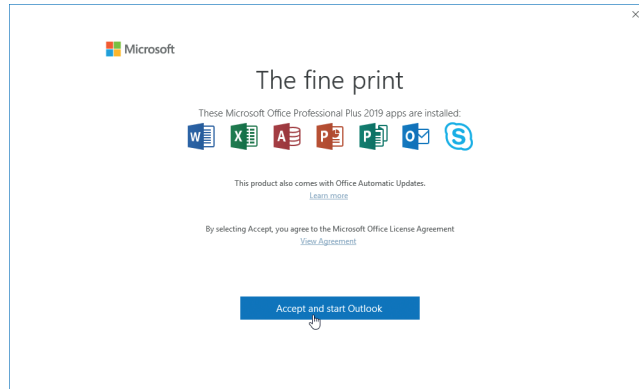 Microsoft
The fine print
These Microsoft Office Professional Plus 2019 apps are installed:
W X A P P O S
This product also comes with Office Automatic Updates.
Learn more
By selecting Accept, you agree to the Microsoft Office License Agreement
View Agreement
Accept and start Outlook